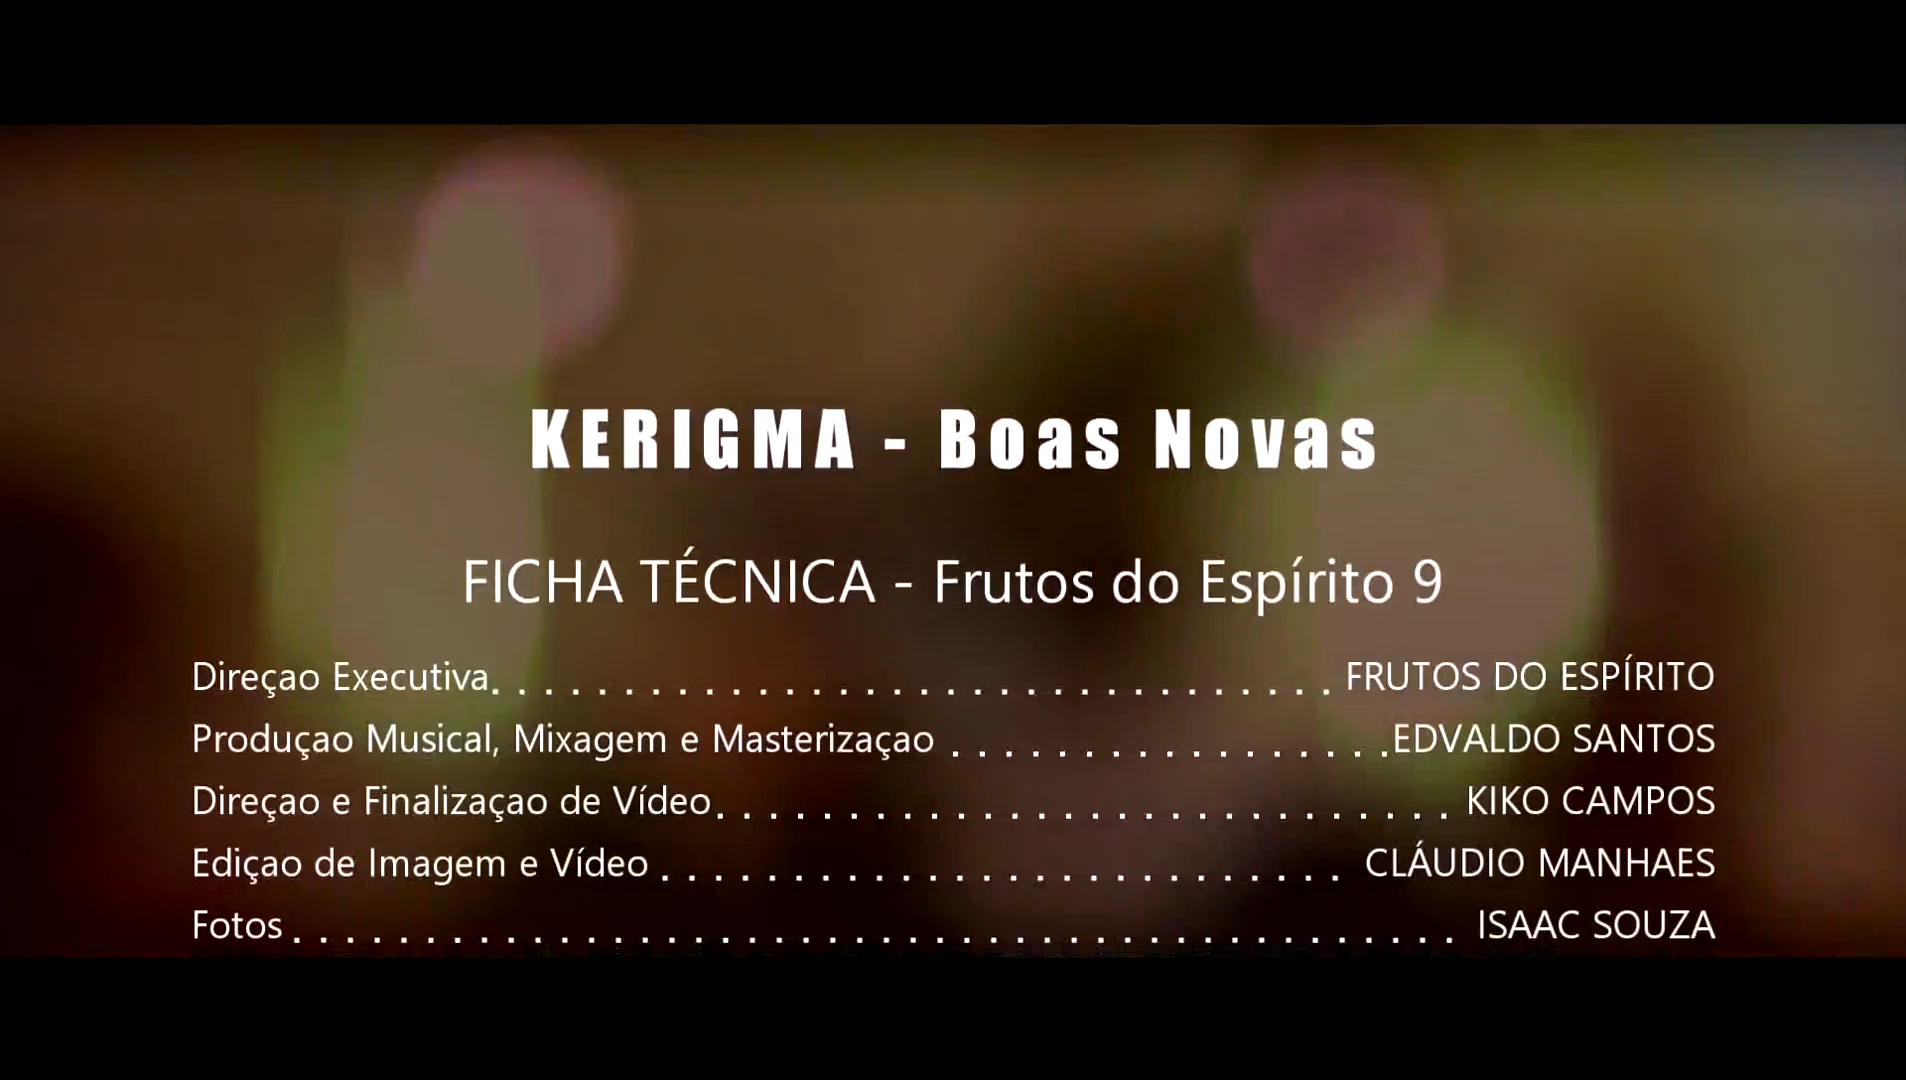 KERIGMA - Boas Novas
FICHA TÉCNICA - Frutos do Espírito 9
Direçao Executiva. . . . . . . . . . . . . . . . . . . . . . . . . . . . . . . . FRUTOS DO ESPÍRITO
Produçao Musical, Mixagem e Masterizaçao . . . . . . . . . . . . . . . . .EDVALDO SANTOS
Direçao e Finalizaçao de Vídeo. . . . . . . . . . . . . . . . . . . . . . . . . . . . KIKO CAMPOS
Ediçao de Imagem e Vídeo . . . . . . . . . . . . . . . . . . . . . . . . . . CLÁUDIO MANHAES
Fotos . . . . . . . . . . . . . . . . . . . . . . . . . . . . . . . . . . . . . . . . . . . . ISAAC SOUZA